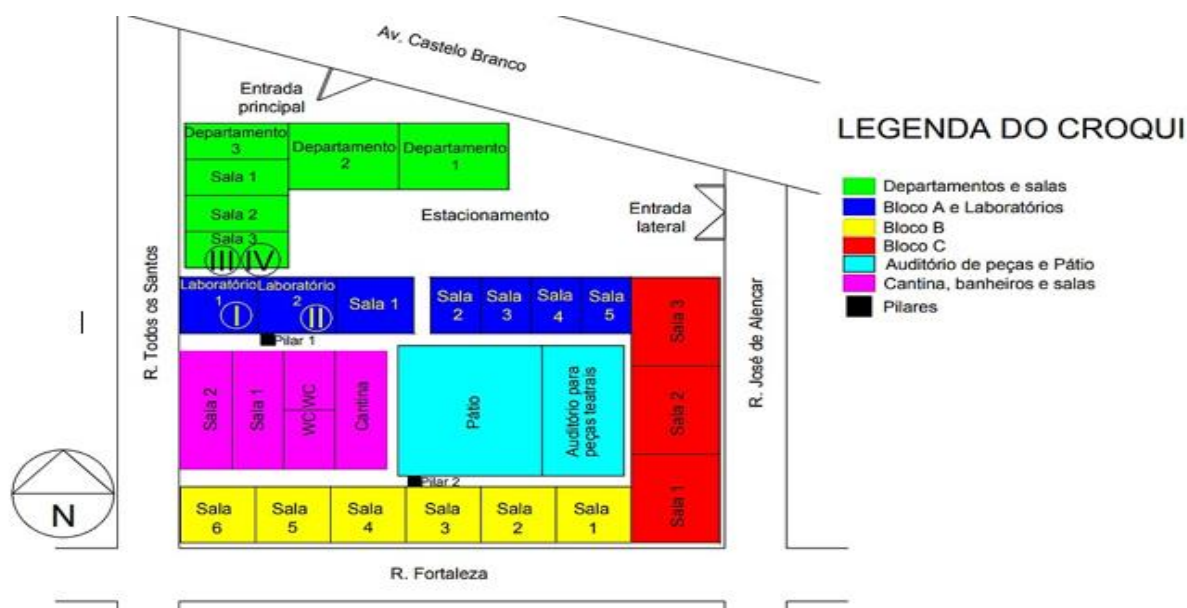 Av. Castelo Branco
Entrada
principal
LEGENDA DO CROQUI
Departamento
3
Departamento
2
Departamento
1
Sala 1
Departamentos e salas
Sala 2
Estacionamento
Entrada
lateral
Bloco A e Laboratórios
Bloco B
Sala 3
Bloco C
III
IV
Auditório de peças e Pátio
R. Todos os Santos
Laboratório
1
I
Laboratório
2
II
Sala 1
Sala
2
Sala
3
Sala
4
Sala
5
Sala 3
Cantina, banheiros e salas
Pilares
Pilar 1
R. José de Alencar
Sala 2
Sala 1
WC
WC
Cantina
Pátio
Auditório para
peças teatrais
Sala 2
Pilar 2
N
Sala
6
Sala
5
Sala
4
Sala
3
Sala
2
Sala
1
Sala 1
R. Fortaleza